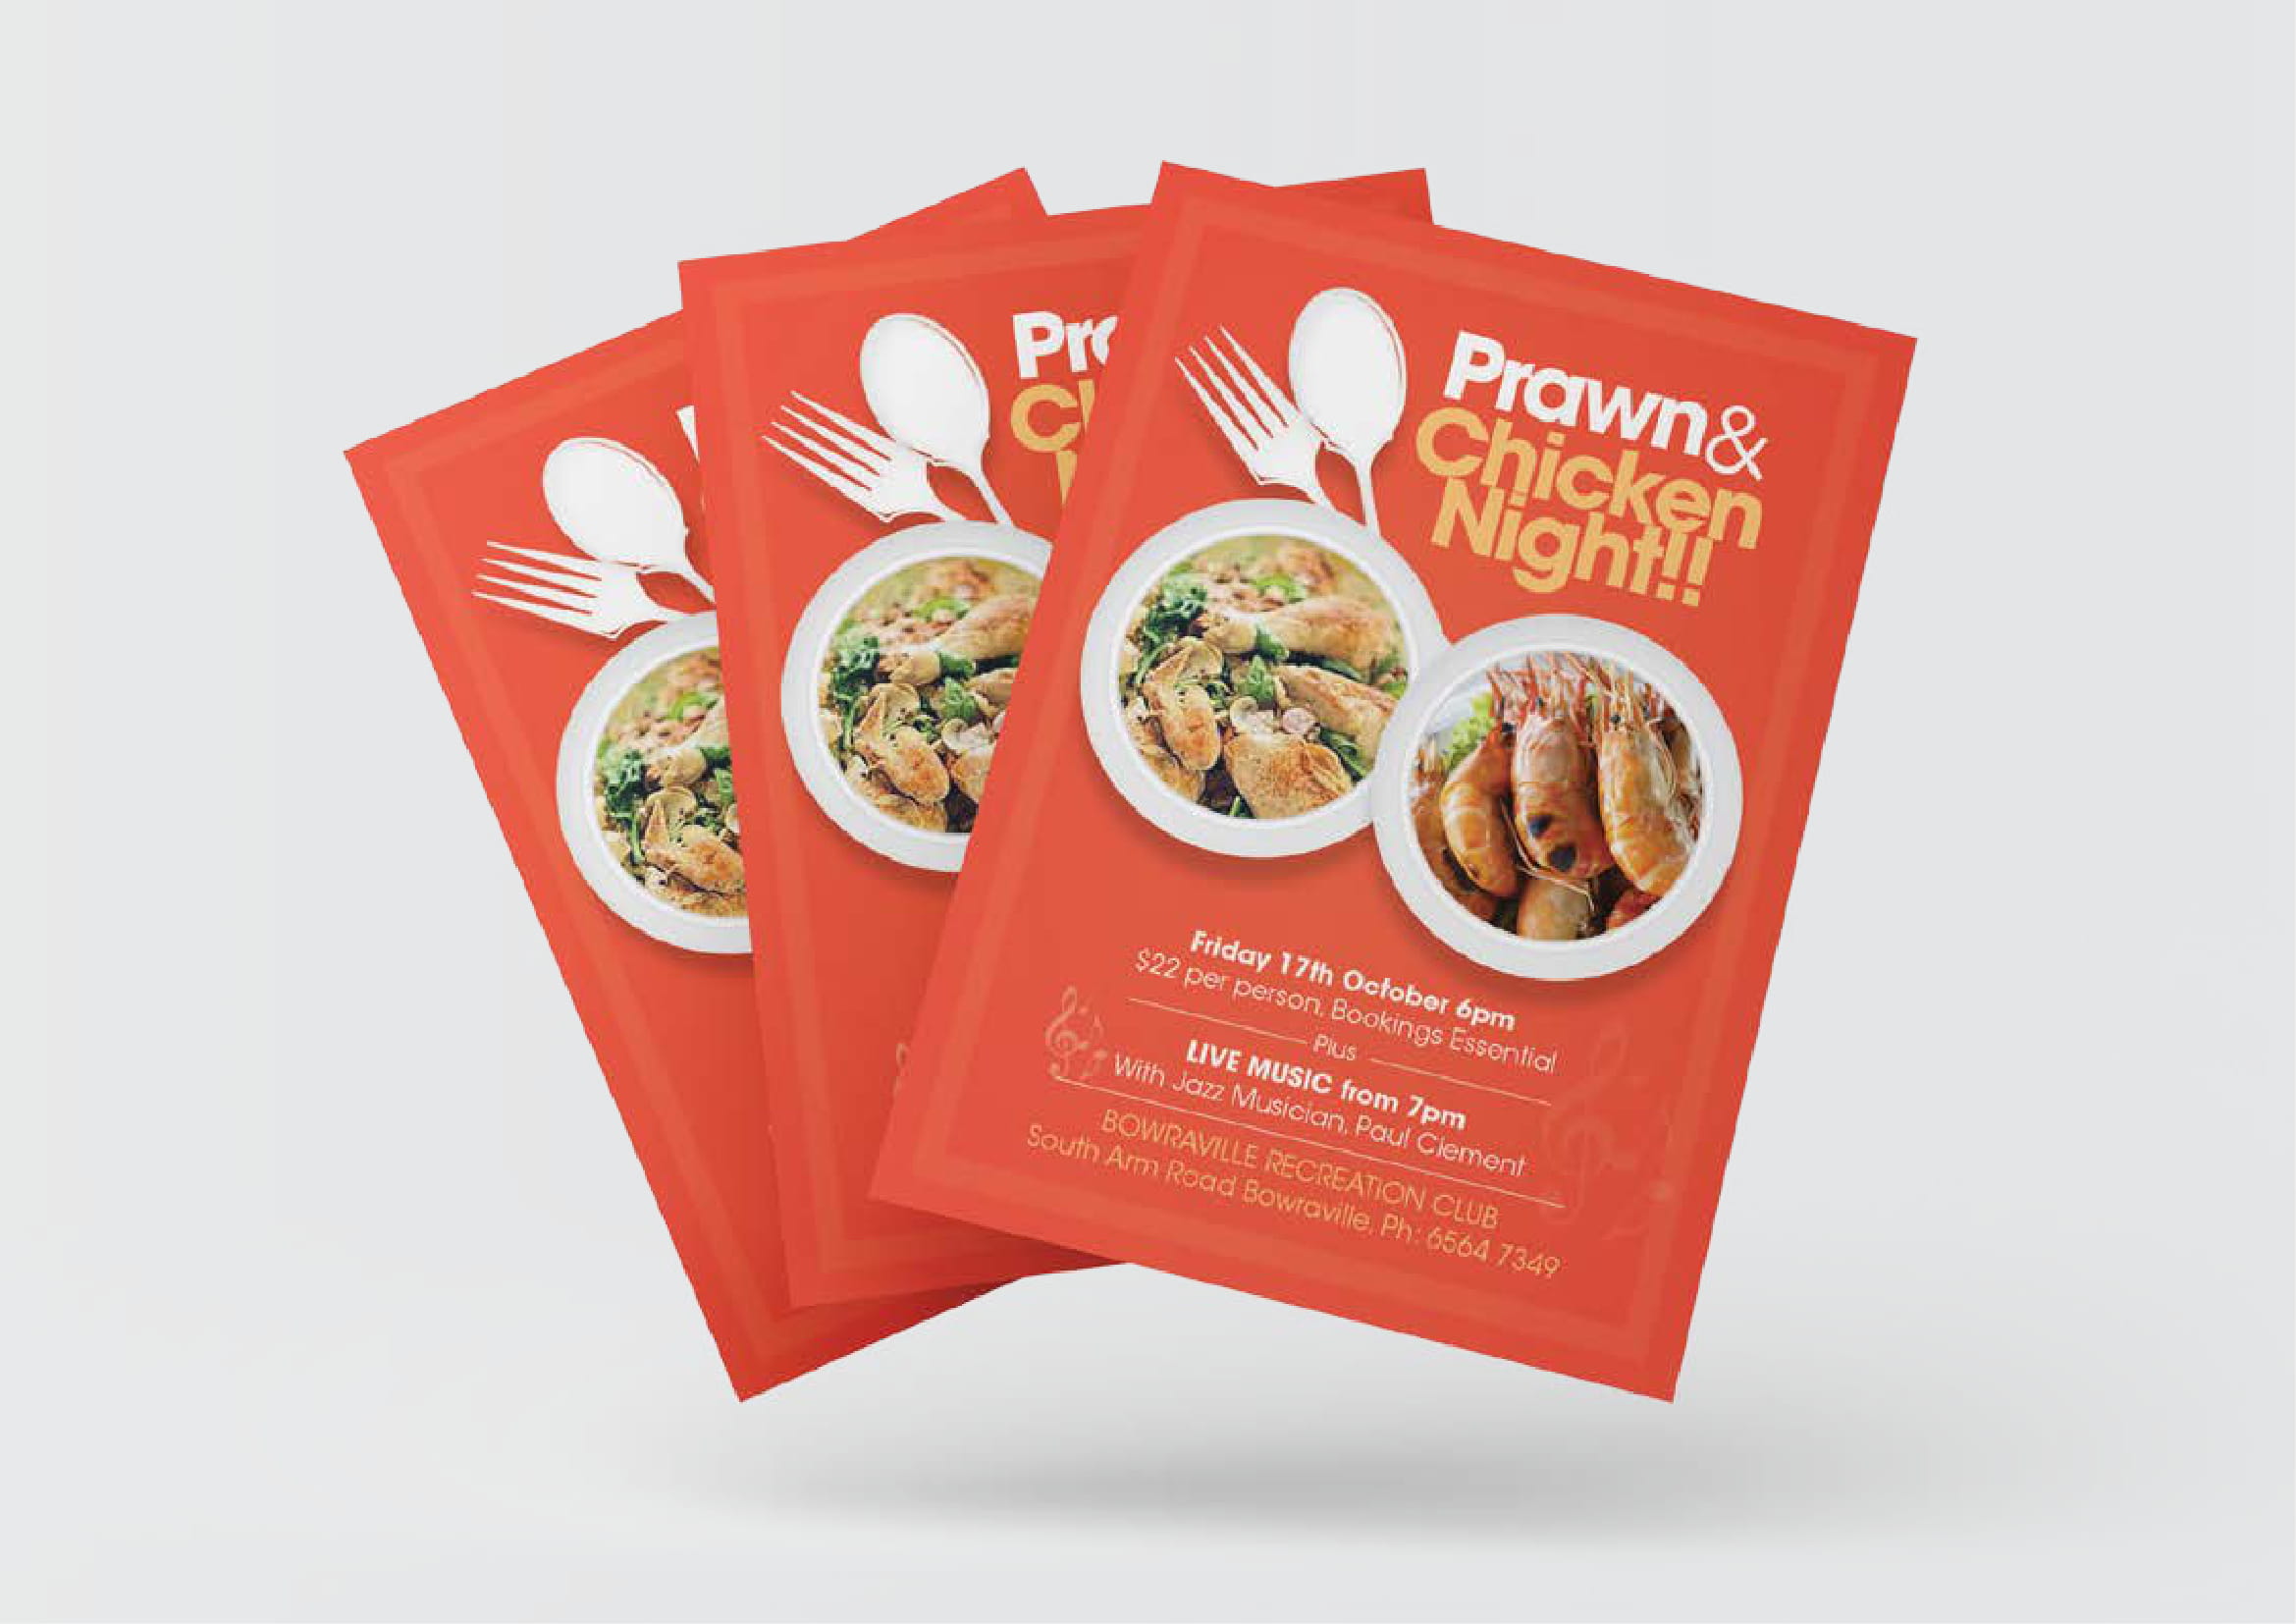 Prawn&
Chicken
Night!!
Friday 17th October 6pm
$22 per person, Bookings Essential
Plus
LIVE MUSIC from 7pm
With Jazz Musician, Paul Clement
BOWRAVILLE RECREATION CLUB
South Arm Road Bowraville, Ph: 6564 7349
Pr
C